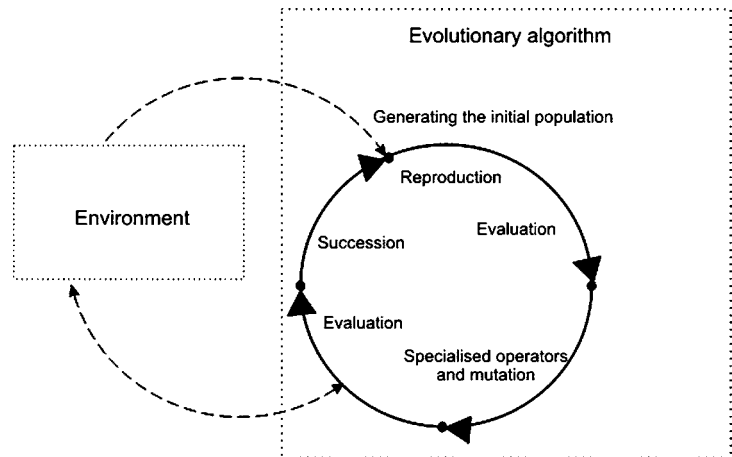 Evolutionary algorithm
Generating the initial population
Reproduction
Environment
Succession
Evaluation
Evaluation
Specialised operators
and mutation